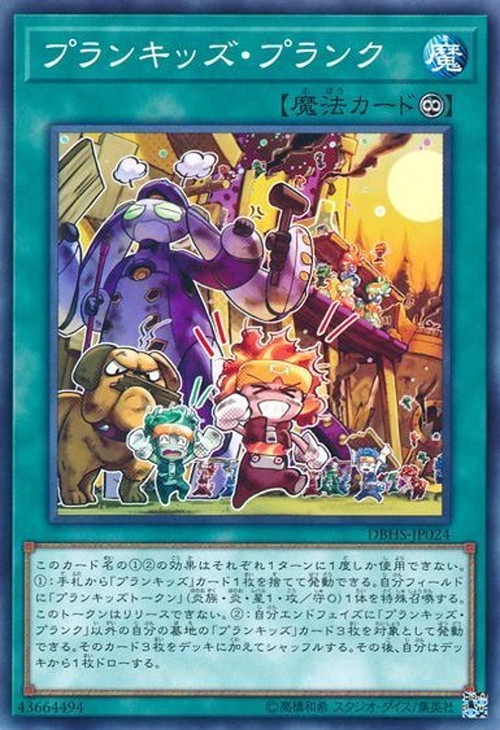 プランキッズ・プランク
魔
【魔法カード】
DBHS-JP024
このカード名の①②の効果はそれぞれ1ターンに1度しか使用できない。
①:手札から「プランキッズ」カード1枚を捨てて発動できる。自分フィールド
に「プランキッズトークン」(炎族・炎・星1・攻/守0)1体を特殊召喚する。
このトークンはリリースできない。②:自分エンドフェイズに「プランキッズ・
プランク」以外の自分の墓地の「プランキッズ」カード3枚を対象として発動
できる。そのカード3枚をデッキに加えてシャッフルする。その後、自分はデッ
キから1枚ドローする。
43664494
©高橋和希 スタジオ・ダイス/集英社